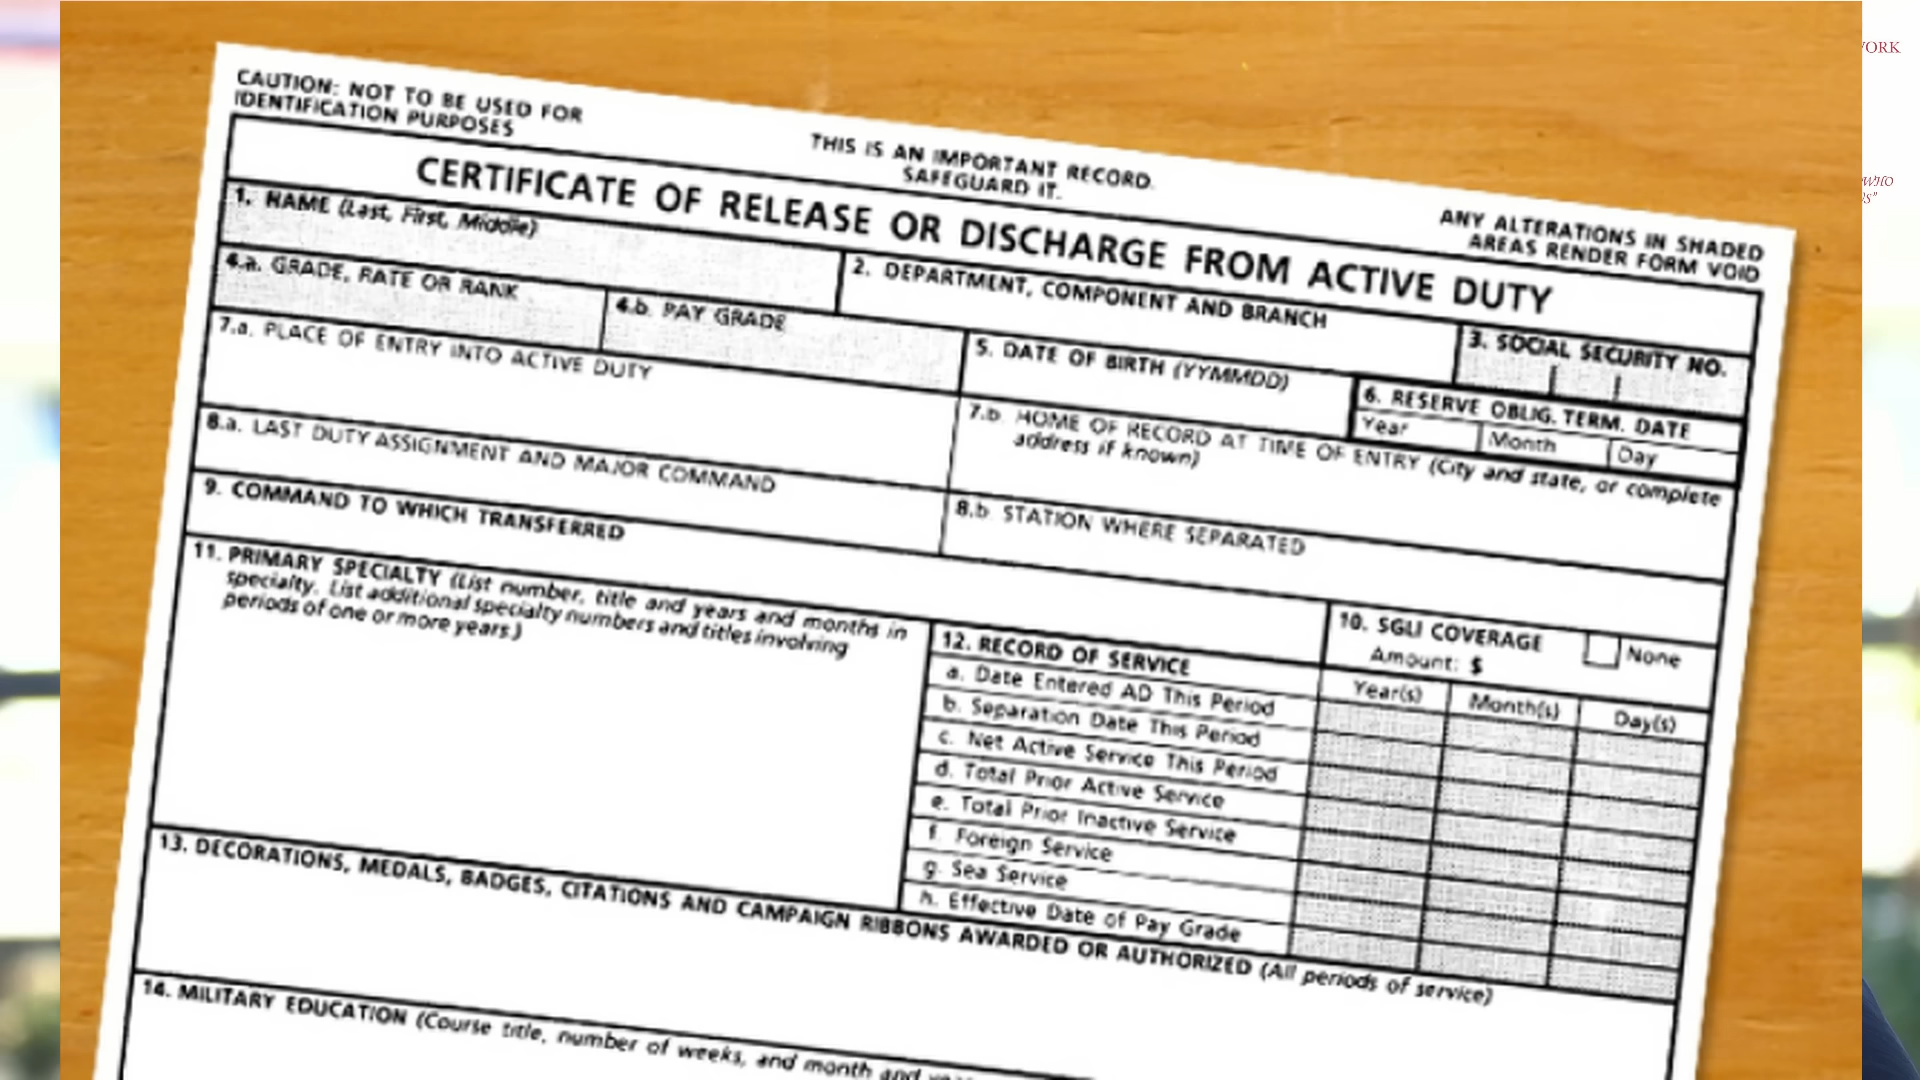 CAUTION: NOT TO BE USED FOR
IDENTIFICATION PURPOSES
THIS IS AN IMPORTANT RECORD.
SAFEGUARD IT.
ANY ALTERATIONS IN SHADED
AREAS RENDER FORM VOID
CERTIFICATE OF RELEASE OR DISCHARGE FROM ACTIVE DUTY
1. NAME (Last, First, Middle)
2. DEPARTMENT, COMPONENT AND BRANCH
3. SOCIAL SECURITY NO.
4.a. GRADE, RATE OR RANK
4.b. PAY GRADE
5. DATE OF BIRTH (YYMMDD)
6. RESERVE OBLIG. TERM. DATE
Year
Month
Day
7.a. PLACE OF ENTRY INTO ACTIVE DUTY
7.b. HOME OF RECORD AT TIME OF ENTRY (City and state, or complete
address if known)
8.a. LAST DUTY ASSIGNMENT AND MAJOR COMMAND
8.b. STATION WHERE SEPARATED
9. COMMAND TO WHICH TRANSFERRED
10. SGLI COVERAGE
None
Amount: $
11. PRIMARY SPECIALTY (List number, title and years and months in
specialty. List additional specialty numbers and titles involving
periods of one or more years.)
12. RECORD OF SERVICE
Year(s)
Month(s)
Day(s)
a. Date Entered AD This Period
b. Separation Date This Period
c. Net Active Service This Period
d. Total Prior Active Service
e. Total Prior Inactive Service
f. Foreign Service
g. Sea Service
h. Effective Date of Pay Grade
13. DECORATIONS, MEDALS, BADGES, CITATIONS AND CAMPAIGN RIBBONS AWARDED OR AUTHORIZED (All periods of service)
14. MILITARY EDUCATION (Course title, number of weeks, and month and
WHO